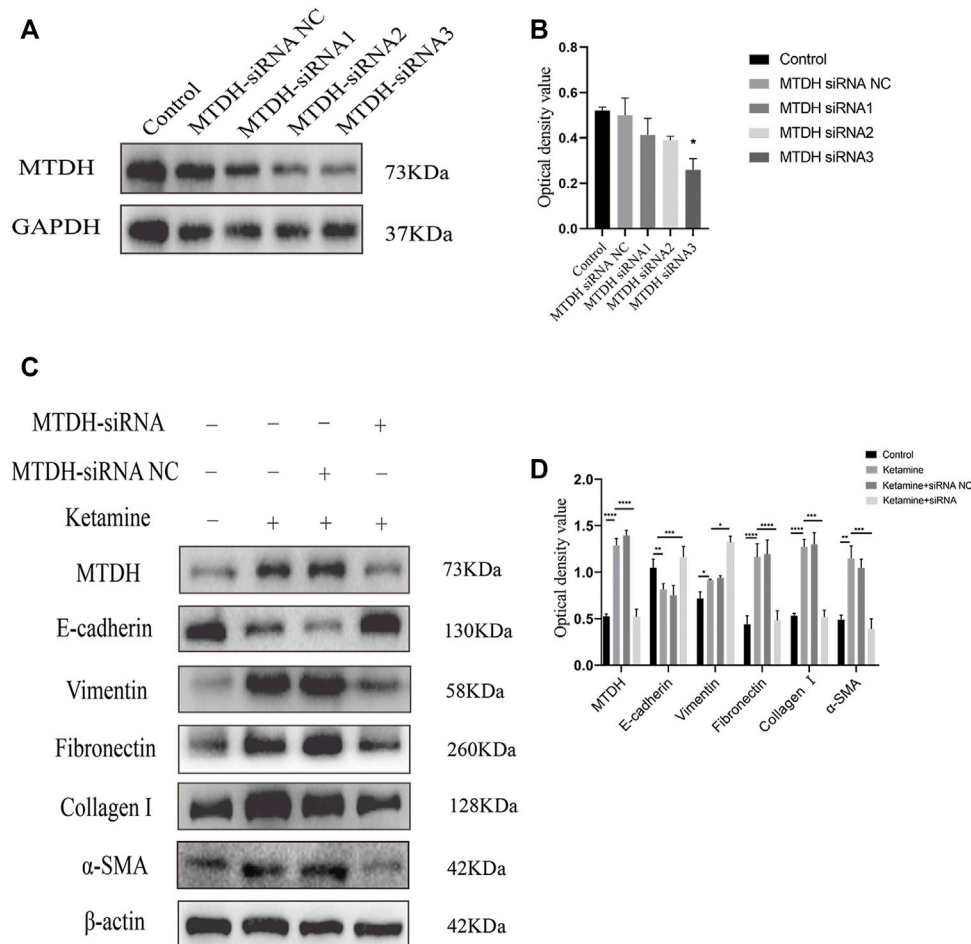 A
Control
MTDH-siRNA NC
MTDH-siRNA1
MTDH-siRNA2
MTDH-siRNA3
MTDH
73KDa
GAPDH
37KDa
B
Optical density value
0.8
0.6
0.4
0.2
0.0
*
Control
MTDH siRNA NC
MTDH siRNA1
MTDH siRNA2
MTDH siRNA3
Control
MTDH siRNA NC
MTDH siRNA1
MTDH siRNA2
MTDH siRNA3
C
MTDH-siRNA – – – +
MTDH-siRNA NC – – + –
Ketamine – + + +
MTDH 73KDa
E-cadherin 130KDa
Vimentin 58KDa
Fibronectin 260KDa
Collagen I 128KDa
α-SMA 42KDa
β-actin 42KDa
D
Control
Ketamine
Ketamine+siRNA NC
Ketamine+siRNA
Optical density value
2.0
1.5
1.0
0.5
0.0
**** ****
** ***
* *
**** ****
**** ***
** ***
MTDH
E-cadherin
Vimentin
Fibronectin
Collagen I
α-SMA